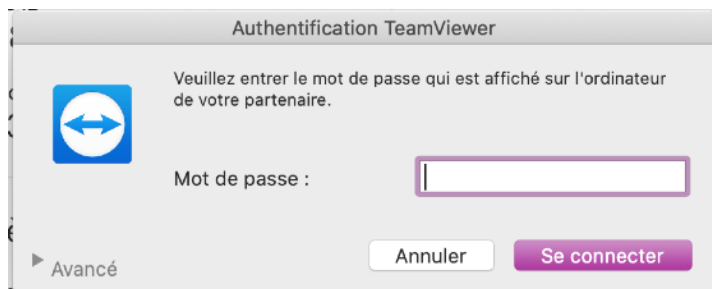 Authentification TeamViewer
Veuillez entrer le mot de passe qui est affiché sur l'ordinateur
de votre partenaire.
Mot de passe :
Avancé
Annuler
Se connecter